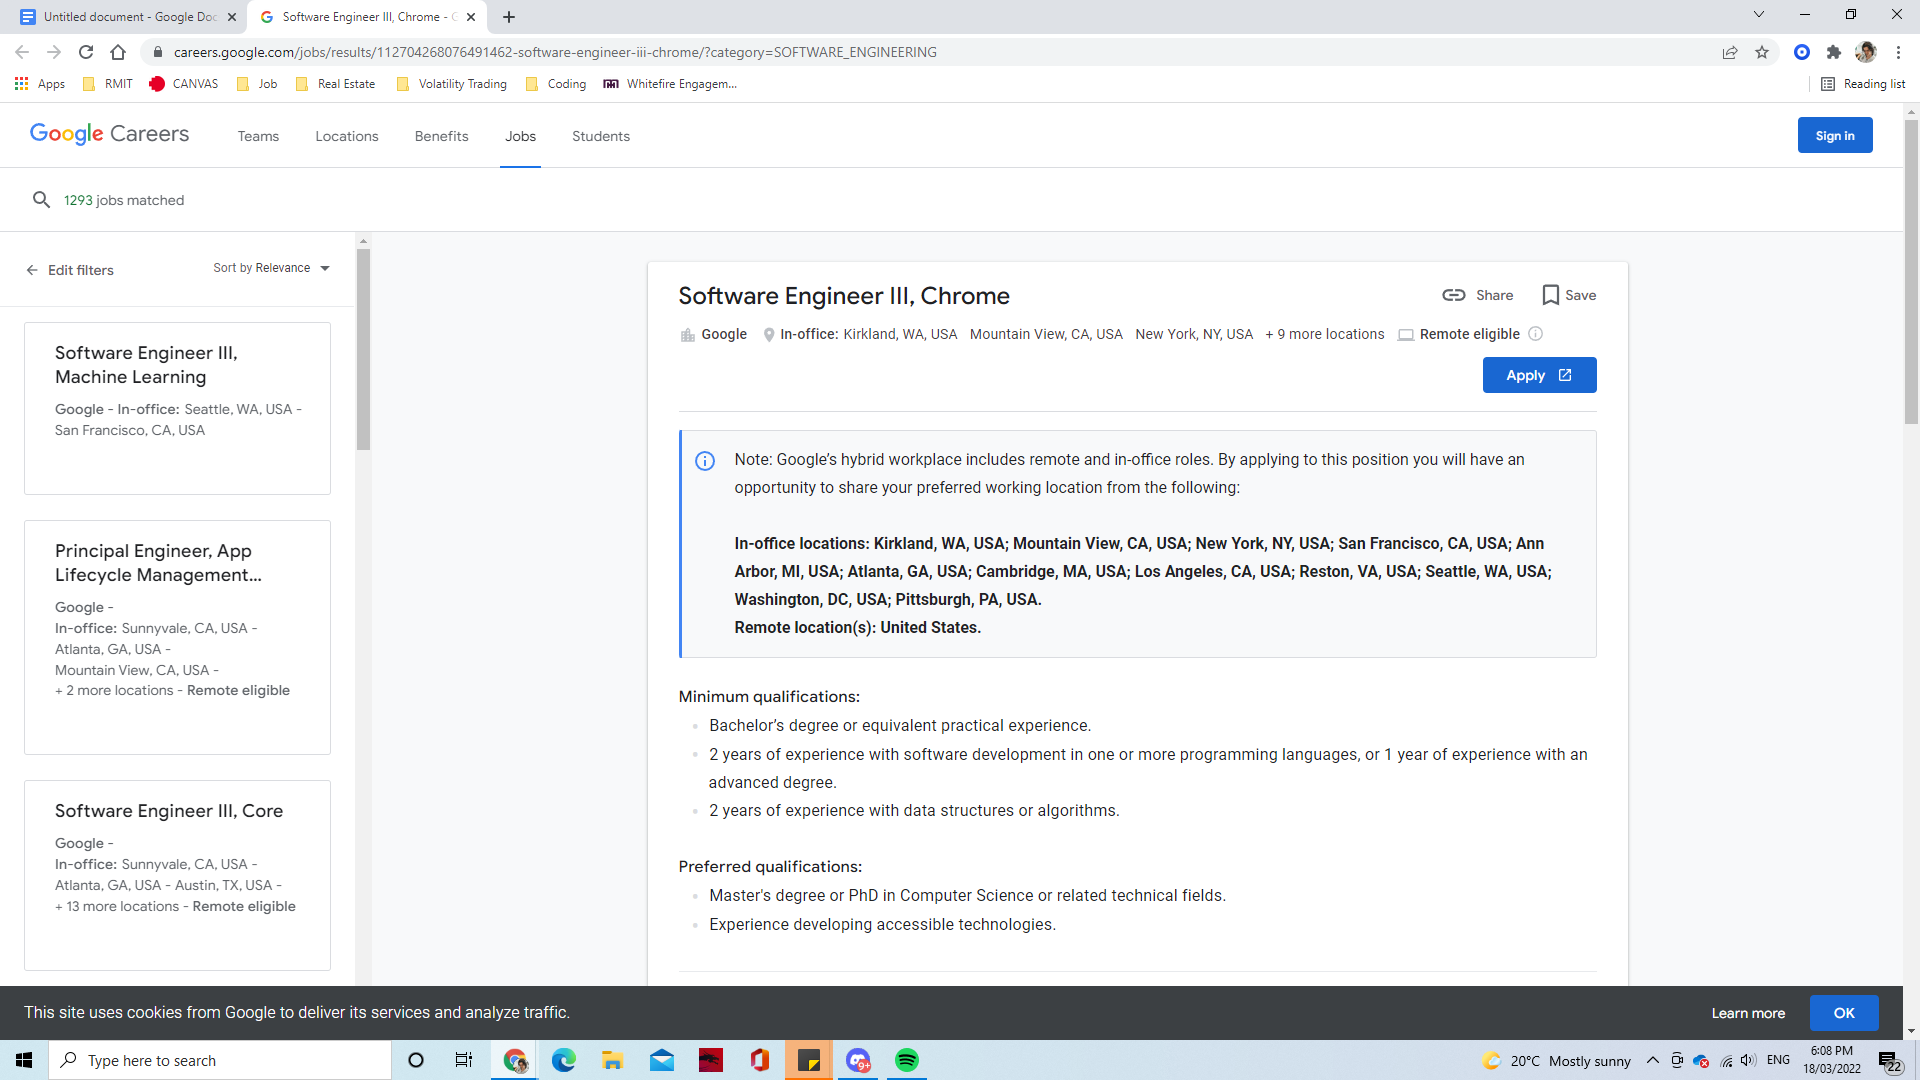 Untitled document - Google Doc
Software Engineer III, Chrome - G
careers.google.com/jobs/results/112704268076491462-software-engineer-iii-chrome/?category=SOFTWARE_ENGINEERING
Apps RMIT CANVAS Job Real Estate Volatility Trading Coding Whitefire Engagem... Reading list
Google Careers Teams Locations Benefits Jobs Students Sign in
1293 jobs matched
Edit filters Sort by Relevance
Software Engineer III,
Machine Learning
Google - In-office: Seattle, WA, USA -
San Francisco, CA, USA
Principal Engineer, App
Lifecycle Management...
Google -
In-office: Sunnyvale, CA, USA -
Atlanta, GA, USA -
Mountain View, CA, USA -
+ 2 more locations - Remote eligible
Software Engineer III, Core
Google -
In-office: Sunnyvale, CA, USA -
Atlanta, GA, USA - Austin, TX, USA -
+ 13 more locations - Remote eligible
Software Engineer III, Chrome Share Save
Google In-office: Kirkland, WA, USA Mountain View, CA, USA New York, NY, USA + 9 more locations Remote eligible
Apply
Note: Google’s hybrid workplace includes remote and in-office roles. By applying to this position you will have an
opportunity to share your preferred working location from the following:
In-office locations: Kirkland, WA, USA; Mountain View, CA, USA; New York, NY, USA; San Francisco, CA, USA; Ann
Arbor, MI, USA; Atlanta, GA, USA; Cambridge, MA, USA; Los Angeles, CA, USA; Reston, VA, USA; Seattle, WA, USA;
Washington, DC, USA; Pittsburgh, PA, USA.
Remote location(s): United States.
Minimum qualifications:
Bachelor’s degree or equivalent practical experience.
2 years of experience with software development in one or more programming languages, or 1 year of experience with an
advanced degree.
2 years of experience with data structures or algorithms.
Preferred qualifications:
Master's degree or PhD in Computer Science or related technical fields.
Experience developing accessible technologies.
This site uses cookies from Google to deliver its services and analyze traffic. Learn more OK
Type here to search
9+
20°C Mostly sunny
ENG
6:08 PM
18/03/2022
22